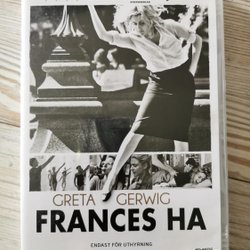 GRETA GERWIG
FRANCES HA
ENDAST FÖR UTHYRNING